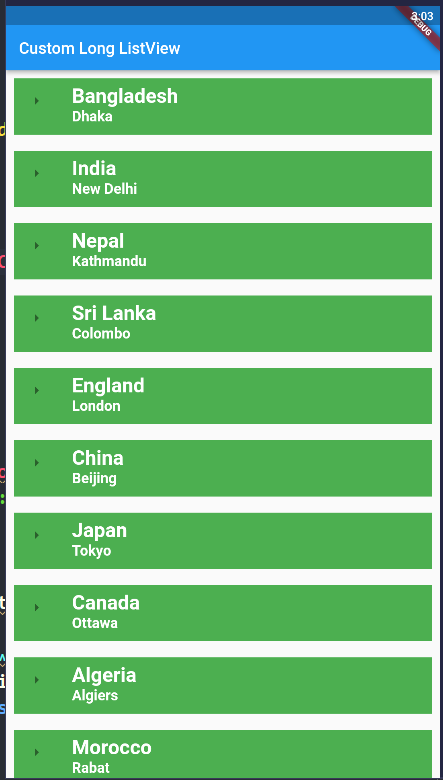 3:03
DEBUG
Custom Long ListView
Bangladesh
Dhaka
India
New Delhi
Nepal
Kathmandu
Sri Lanka
Colombo
England
London
China
Beijing
Japan
Tokyo
Canada
Ottawa
Algeria
Algiers
Morocco
Rabat